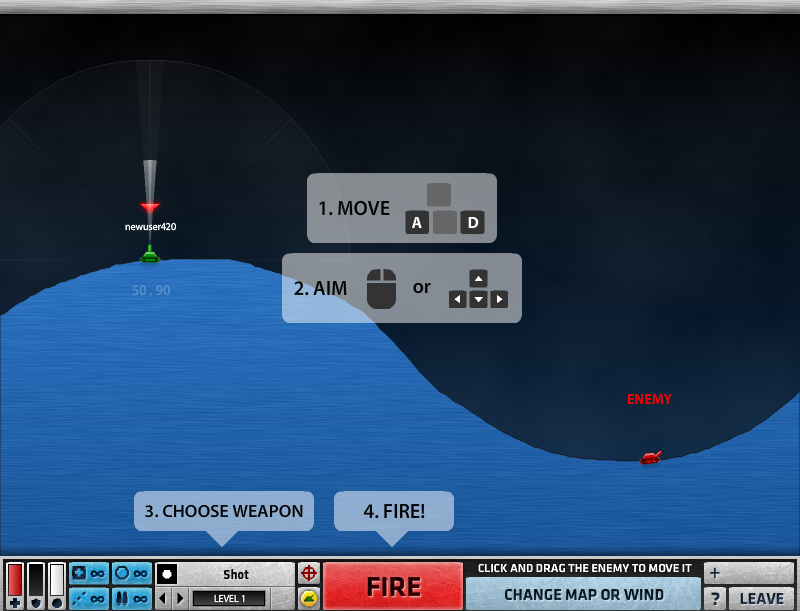 newuser420
50 , 90
1. MOVE
A
D
2. AIM
or
ENEMY
3. CHOOSE WEAPON
4. FIRE!
Shot
LEVEL 1
FIRE
CLICK AND DRAG THE ENEMY TO MOVE IT
CHANGE MAP OR WIND
+
?
LEAVE